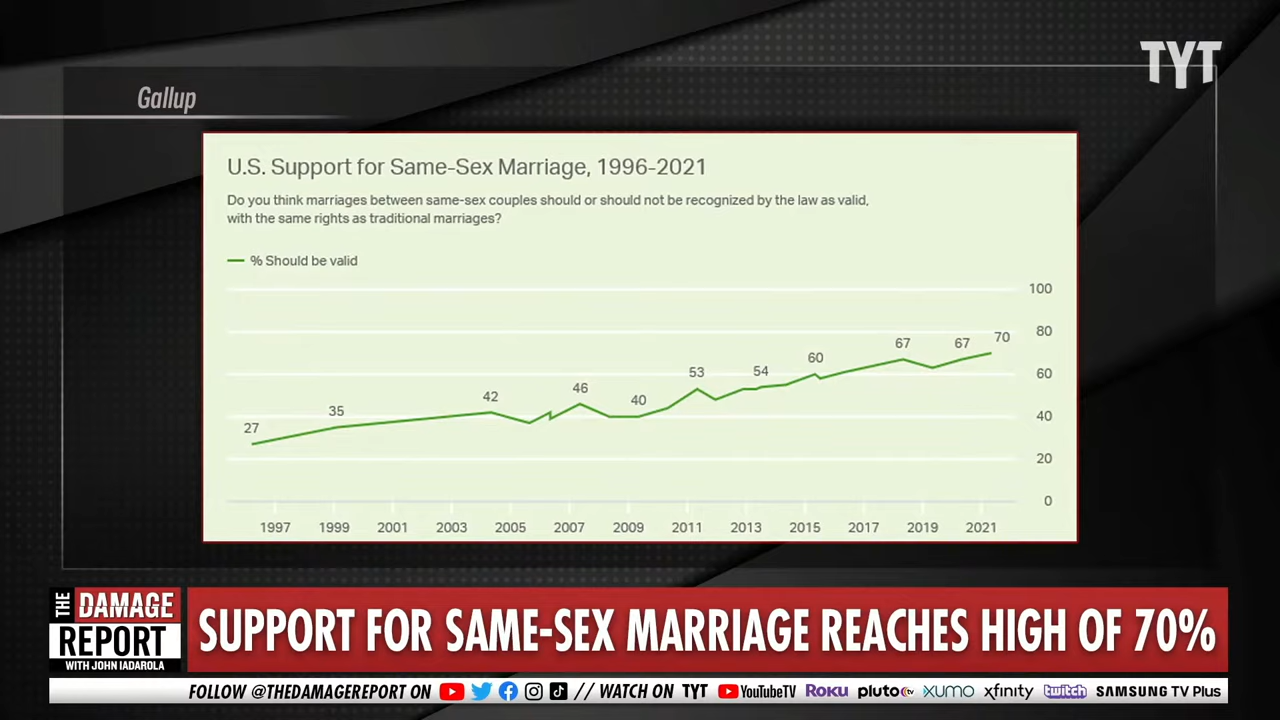 TYT
Gallup
U.S. Support for Same-Sex Marriage, 1996-2021
Do you think marriages between same-sex couples should or should not be recognized by the law as valid,
with the same rights as traditional marriages?
% Should be valid
100
80
60
40
20
0
27
35
42
46
40
53
54
60
67
67
70
1997 1999 2001 2003 2005 2007 2009 2011 2013 2015 2017 2019 2021
THE DAMAGE
REPORT
WITH JOHN IADAROLA
SUPPORT FOR SAME-SEX MARRIAGE REACHES HIGH OF 70%
FOLLOW @THEDAMAGEREPORT ON // WATCH ON TYT YouTubeTV ROKU pluto tv XUMO xfinity twitch SAMSUNG TV Plus